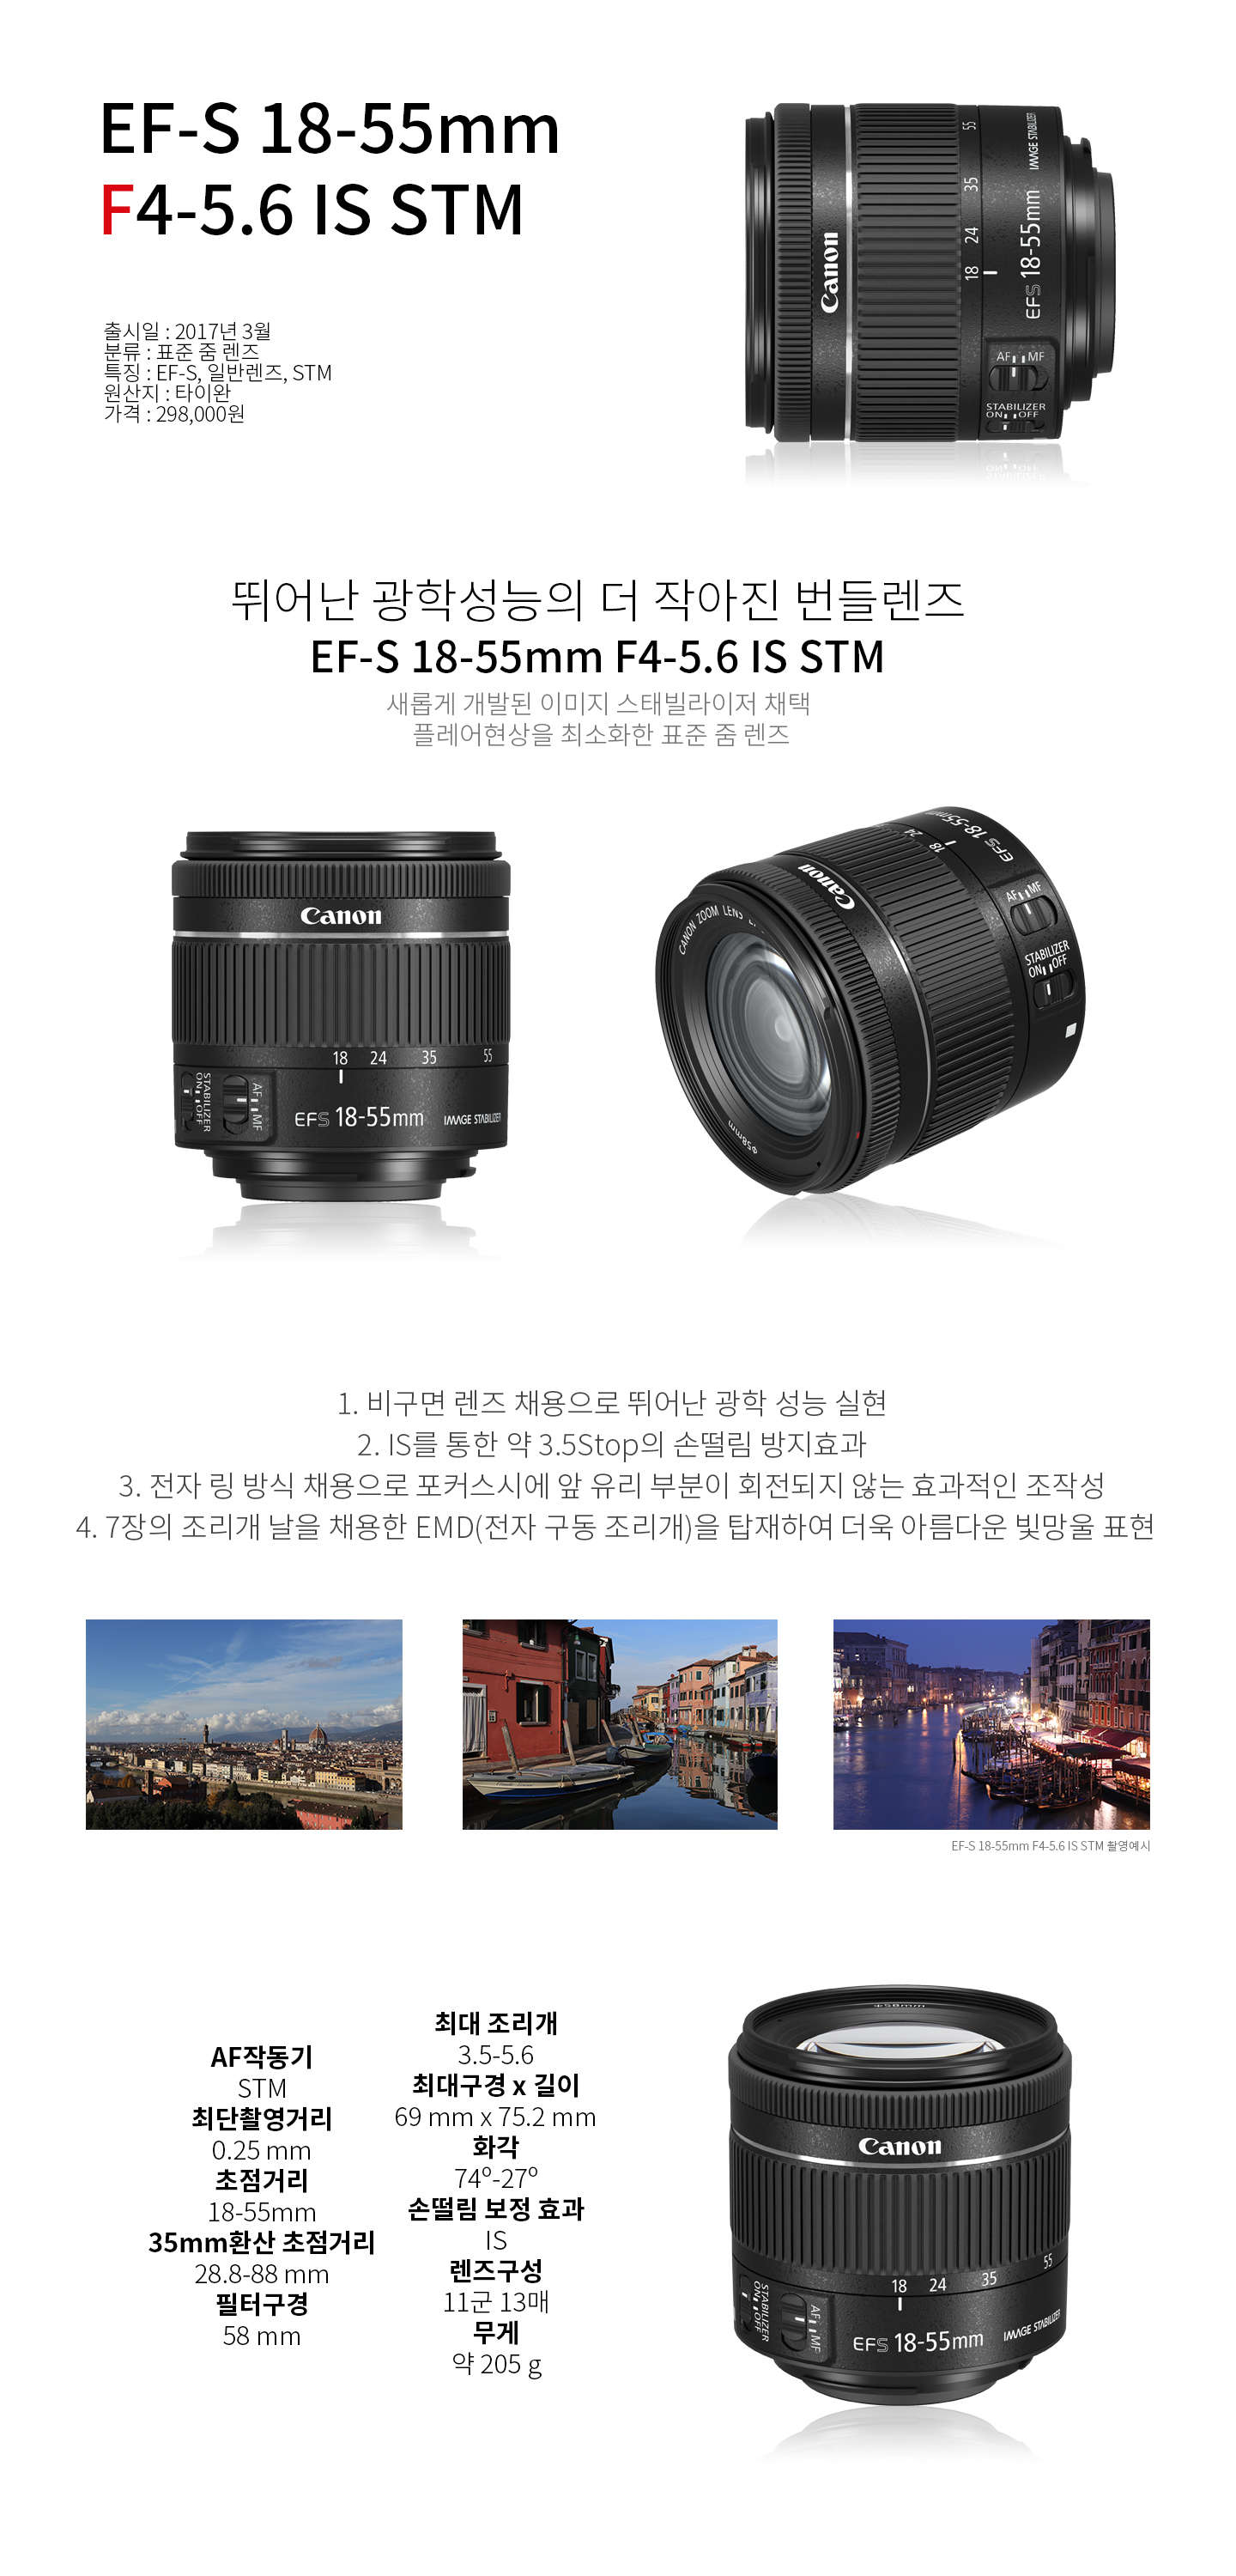 EF-S 18-55mm
F4-5.6 IS STM
출시일 : 2017년 3월
분류 : 표준 줌 렌즈
특징 : EF-S, 일반렌즈, STM
원산지 : 타이완
가격 : 298,000원
Canon
18 24 35 55
EFS 18-55mm IMAGE STABILIZER
AF MF
STABILIZER
ON OFF
뛰어난 광학성능의 더 작아진 번들렌즈
EF-S 18-55mm F4-5.6 IS STM
새롭게 개발된 이미지 스태빌라이저 채택
플레어현상을 최소화한 표준 줌 렌즈
Canon
18 24 35 55
STABILIZER
ON OFF
AF MF
EFS 18-55mm IMAGE STABILIZER
Canon
18 24
EFS 18-55mm
AF MF
STABILIZER
ON OFF
CANON ZOOM LENS
Φ58mm
1. 비구면 렌즈 채용으로 뛰어난 광학 성능 실현
2. IS를 통한 약 3.5Stop의 손떨림 방지효과
3. 전자 링 방식 채용으로 포커스시에 앞 유리 부분이 회전되지 않는 효과적인 조작성
4. 7장의 조리개 날을 채용한 EMD(전자 구동 조리개)을 탑재하여 더욱 아름다운 빛망울 표현
EF-S 18-55mm F4-5.6 IS STM 촬영예시
AF작동기
STM
최단촬영거리
0.25 mm
초점거리
18-55mm
35mm환산 초점거리
28.8-88 mm
필터구경
58 mm
최대 조리개
3.5-5.6
최대구경 x 길이
69 mm x 75.2 mm
화각
74º-27º
손떨림 보정 효과
IS
렌즈구성
11군 13매
무게
약 205 g
Φ58mm
Canon
18 24 35 55
STABILIZER
ON OFF
AF MF
EFS 18-55mm IMAGE STABILIZER